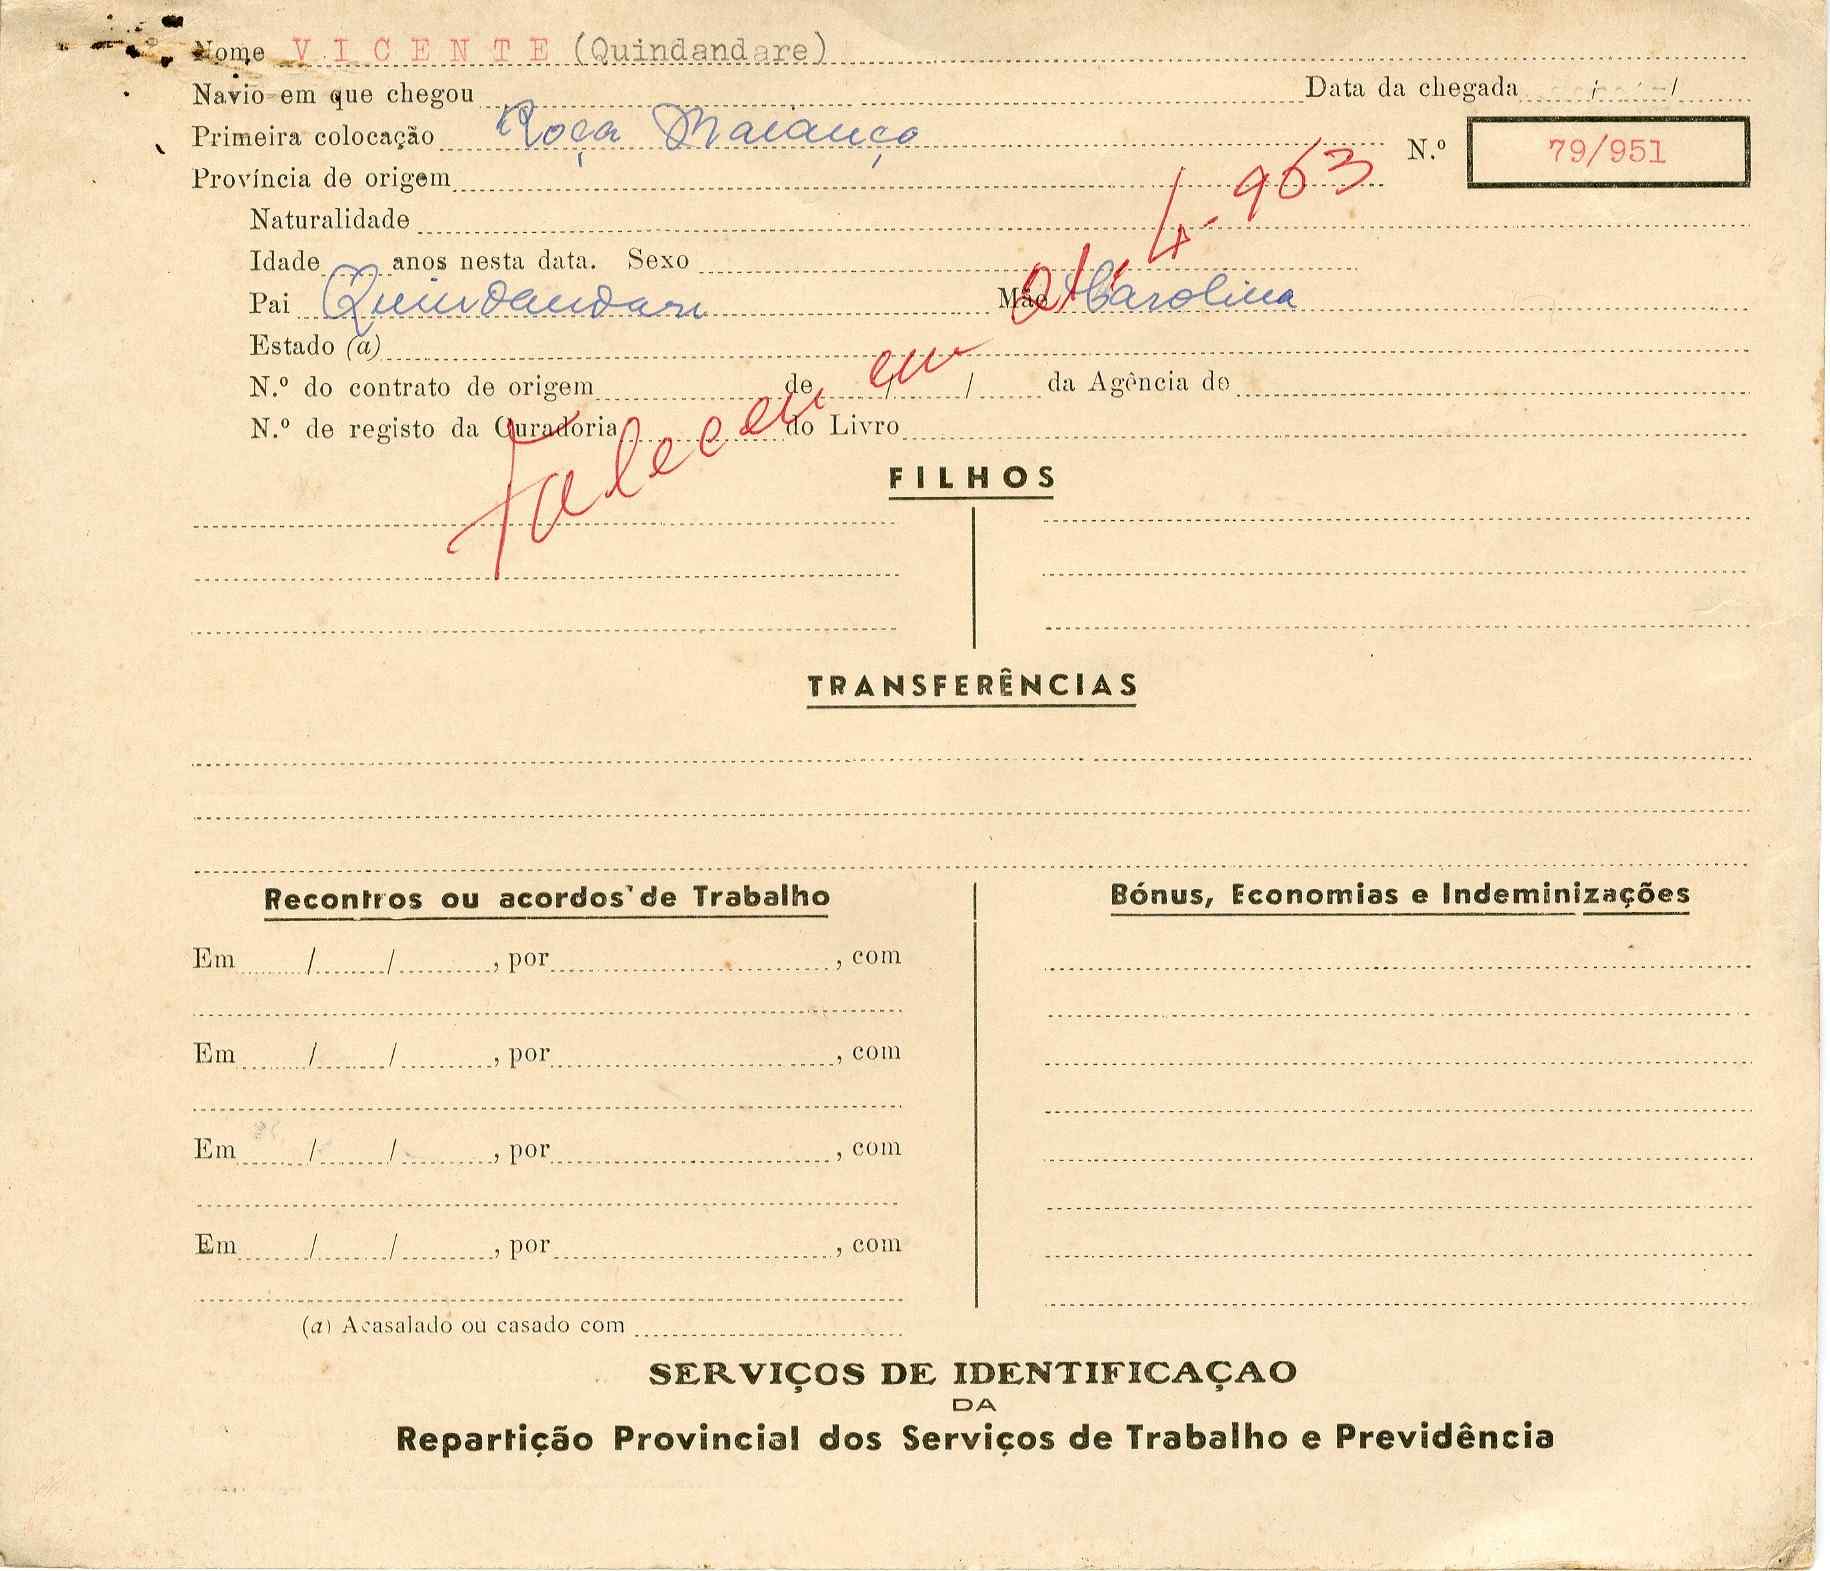 Nome VICENTE (Quindandare)
Navio em que chegou Data da chegada / /
Primeira colocação Roça Maianço
N.º 79/951
Província de origem
Naturalidade
Idade anos nesta data. Sexo
Pai Quindandare Mãe Carolina
Estado (a)
N.º do contrato de origem de / / da Agência de
N.º de registo da Curadoria do Livro
Faleceu em 4-963
FILHOS
TRANSFERÊNCIAS
Recontros ou acordos de Trabalho
Bónus, Economias e Indeminizações
Em / / , por , com
Em / / , por , com
Em / / , por , com
Em / / , por , com
(a) Acasalado ou casado com
SERVIÇOS DE IDENTIFICAÇAO
DA
Repartição Provincial dos Serviços de Trabalho e Previdência